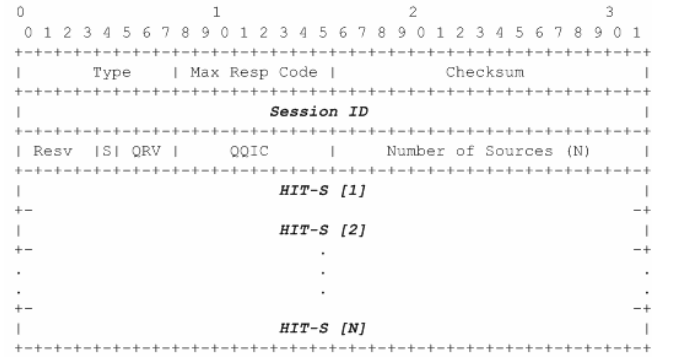 0                   1                   2                   3
 0 1 2 3 4 5 6 7 8 9 0 1 2 3 4 5 6 7 8 9 0 1 2 3 4 5 6 7 8 9 0 1
+-+-+-+-+-+-+-+-+-+-+-+-+-+-+-+-+-+-+-+-+-+-+-+-+-+-+-+-+-+-+-+-+
|      Type     | Max Resp Code |           Checksum            |
+-+-+-+-+-+-+-+-+-+-+-+-+-+-+-+-+-+-+-+-+-+-+-+-+-+-+-+-+-+-+-+-+
|                         Session ID                            |
+-+-+-+-+-+-+-+-+-+-+-+-+-+-+-+-+-+-+-+-+-+-+-+-+-+-+-+-+-+-+-+-+
| Resv  |S| QRV |     QQIC      |     Number of Sources (N)     |
+-+-+-+-+-+-+-+-+-+-+-+-+-+-+-+-+-+-+-+-+-+-+-+-+-+-+-+-+-+-+-+-+
|                          HIT-S [1]                            |
+-                                                             -+
|                          HIT-S [2]                            |
+-                              .                              -+
.                               .                               .
.                               .                               .
+-                                                             -+
|                          HIT-S [N]                            |
+-+-+-+-+-+-+-+-+-+-+-+-+-+-+-+-+-+-+-+-+-+-+-+-+-+-+-+-+-+-+-+-+